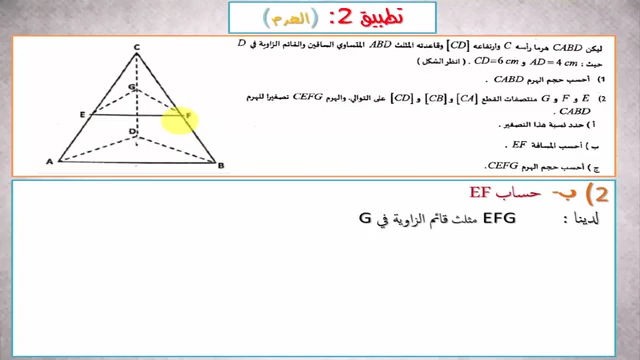 تطبيق 2: (الهرم)
ليكن CABD هرما رأسه C وارتفاعه [CD] وقاعدته المثلث ABD المتساوي الساقين والقائم الزاوية في D
حيث: AD = 4 cm و CD=6 cm . ( انظر الشكل )
1) أحسب حجم الهرم CABD .
2) E و F و G منتصفات القطع [CA] و [CB] و [CD] على التوالي. والهرم CEFG تصغيرا للهرم
CABD .
أ ) حدد نسبة هذا التصغير.
ب ) أحسب المسافة EF .
ج ) أحسب حجم الهرم CEFG.
C
G
E F
D
A B
2) ب- حساب EF
لدينا : EFG مثلث قائم الزاوية في G